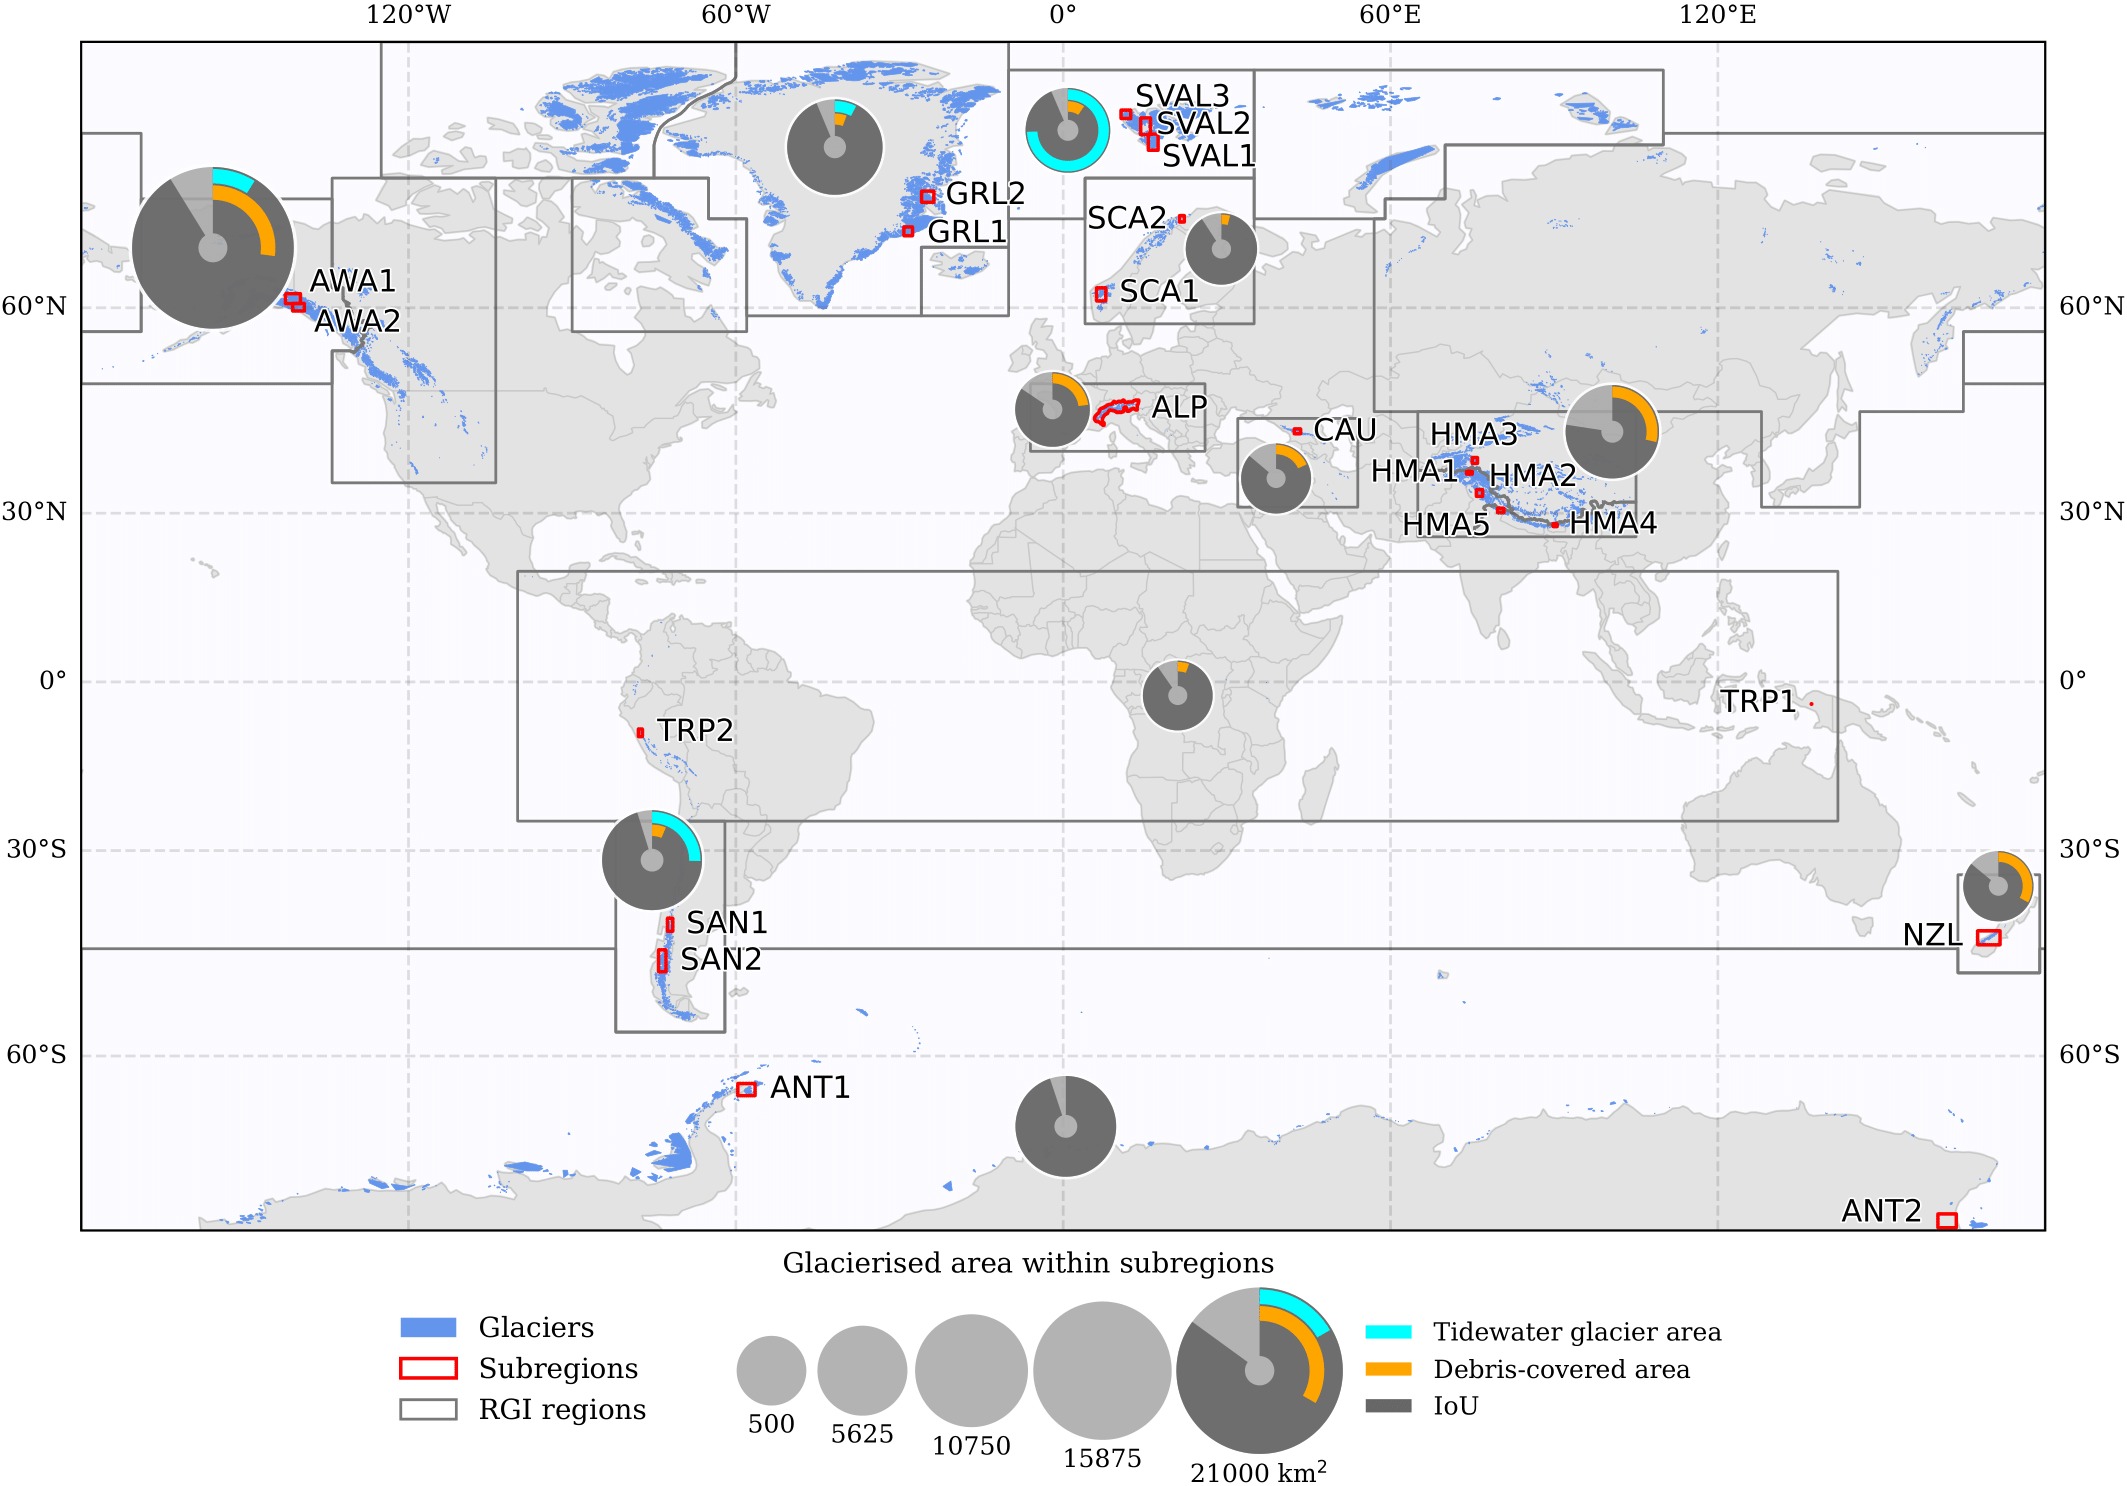 120°W 60°W 0° 60°E 120°E
SVAL3
SVAL2
SVAL1
GRL2
GRL1
SCA2
SCA1
AWA1
AWA2
60°N 60°N
ALP
CAU
HMA3
HMA1 HMA2
HMA5 HMA4
30°N 30°N
0° 0°
TRP1
TRP2
30°S 30°S
SAN1
SAN2
NZL
60°S 60°S
ANT1
ANT2
Glacierised area within subregions
Glaciers
Subregions
RGI regions
500
5625
10750
15875
21000 km²
Tidewater glacier area
Debris-covered area
IoU